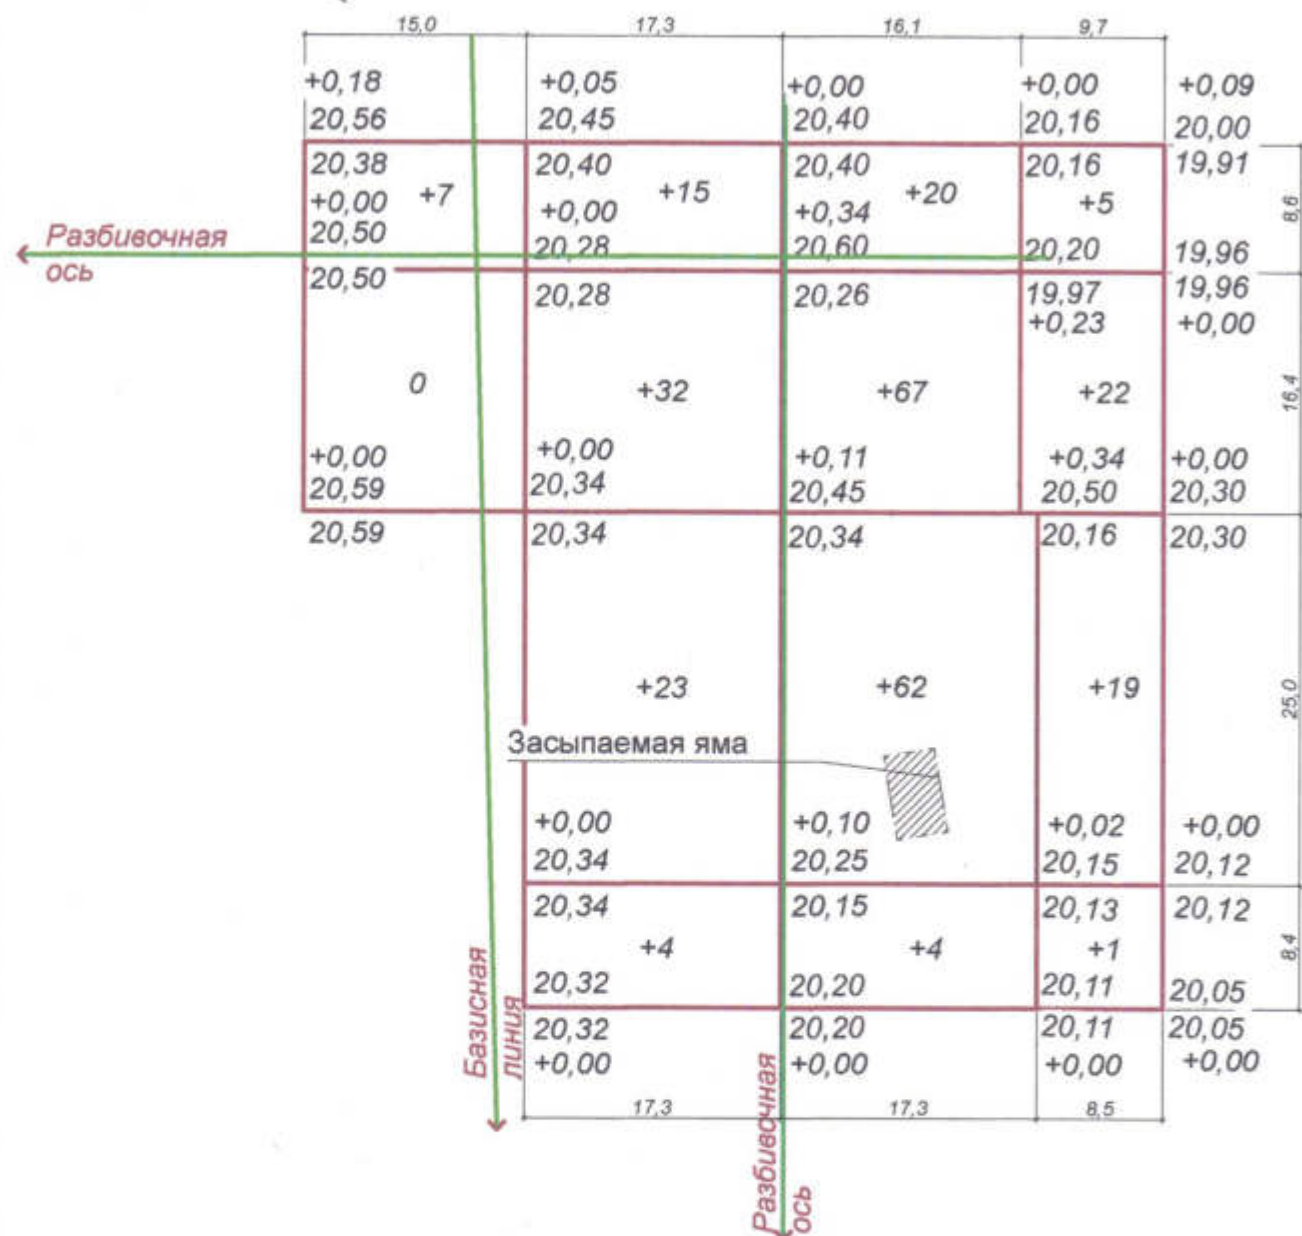 15,0 17,3 16,1 9,7
+0,18 +0,05 +0,00 +0,00 +0,09
20,56 20,45 20,40 20,16 20,00
20,38 20,40 20,40 20,16 19,91
+7 +15 +20 +5
+0,00 +0,00 +0,34
8,6
20,50 20,28 20,60 20,20 19,96
Разбивочная
ось
20,50 20,28 20,26 19,97 19,96
+0,23 +0,00
0 +32 +67 +22
16,4
+0,00 +0,00 +0,11 +0,34 +0,00
20,59 20,34 20,45 20,50 20,30
20,59 20,34 20,34 20,16 20,30
+23 +62 +19
25,0
Засыпаемая яма
+0,00 +0,10 +0,02 +0,00
20,34 20,25 20,15 20,12
20,34 20,15 20,13 20,12
+4 +4 +1
8,4
20,32 20,20 20,11 20,05
20,32 20,20 20,11 20,05
+0,00 +0,00 +0,00 +0,00
Базисная
линия
17,3 17,3 8,5
Разбивочная
ось